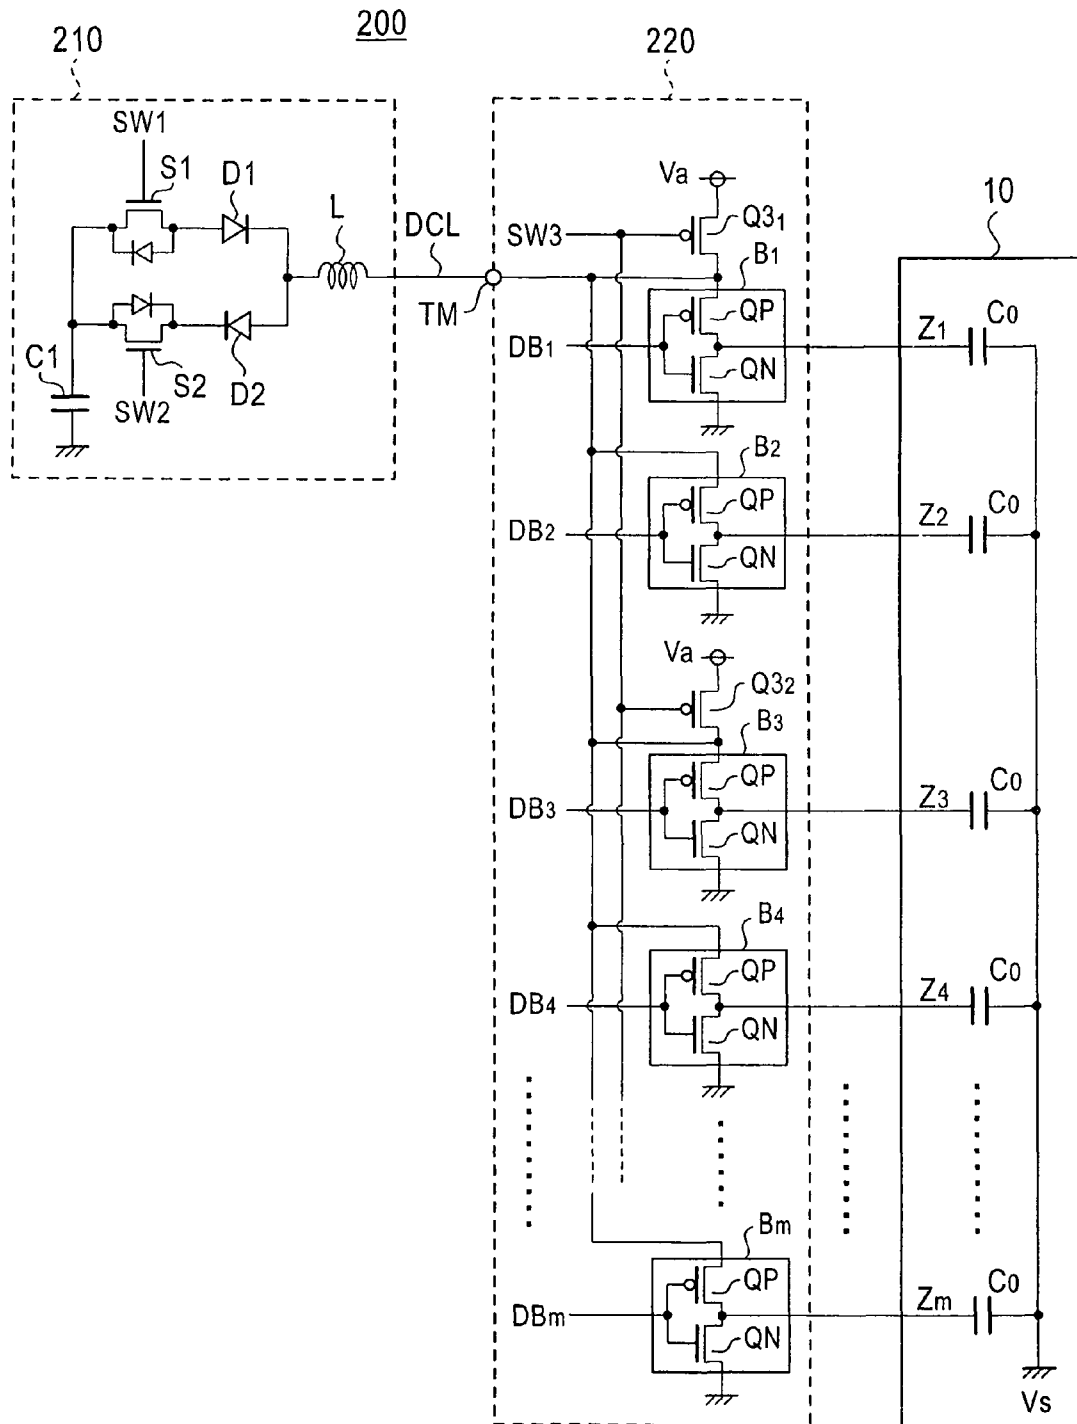 200
210
220
SW1
S1
D1
L
DCL
TM
C1
S2
D2
SW2
Va
SW3
Q31
10
B1
QP
DB1
QN
Z1
C0
B2
QP
DB2
QN
Z2
C0
Va
Q32
B3
QP
DB3
QN
Z3
C0
B4
QP
DB4
QN
Z4
C0
Bm
QP
DBm
QN
Zm
C0
Vs